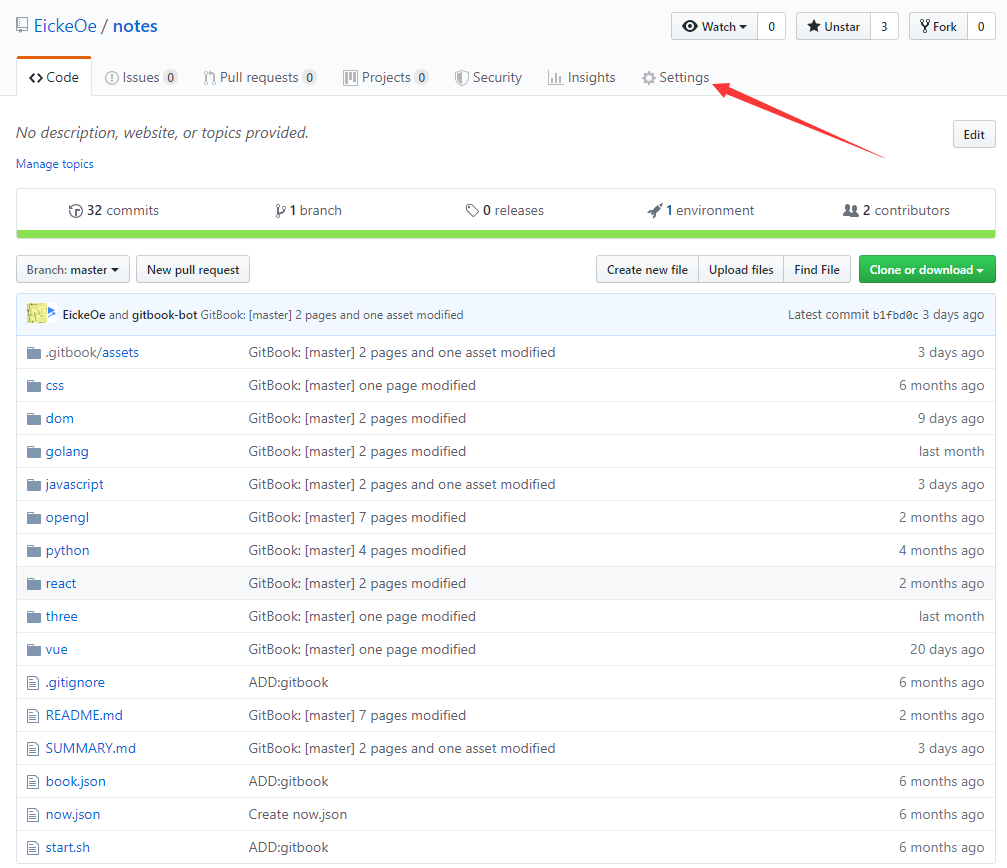 EickeOe / notes Watch 0 Unstar 3 Fork 0
Code Issues 0 Pull requests 0 Projects 0 Security Insights Settings
No description, website, or topics provided. Edit
Manage topics
32 commits 1 branch 0 releases 1 environment 2 contributors
Branch: master New pull request Create new file Upload files Find File Clone or download
EickeOe and gitbook-bot GitBook: [master] 2 pages and one asset modified Latest commit b1fbd0c 3 days ago
.gitbook/assets GitBook: [master] 2 pages and one asset modified 3 days ago
css GitBook: [master] one page modified 6 months ago
dom GitBook: [master] 2 pages modified 9 days ago
golang GitBook: [master] 2 pages modified last month
javascript GitBook: [master] 2 pages and one asset modified 3 days ago
opengl GitBook: [master] 7 pages modified 2 months ago
python GitBook: [master] 4 pages modified 4 months ago
react GitBook: [master] 2 pages modified 2 months ago
three GitBook: [master] one page modified last month
vue GitBook: [master] one page modified 20 days ago
.gitignore ADD:gitbook 6 months ago
README.md GitBook: [master] 7 pages modified 2 months ago
SUMMARY.md GitBook: [master] 2 pages and one asset modified 3 days ago
book.json ADD:gitbook 6 months ago
now.json Create now.json 6 months ago
start.sh ADD:gitbook 6 months ago